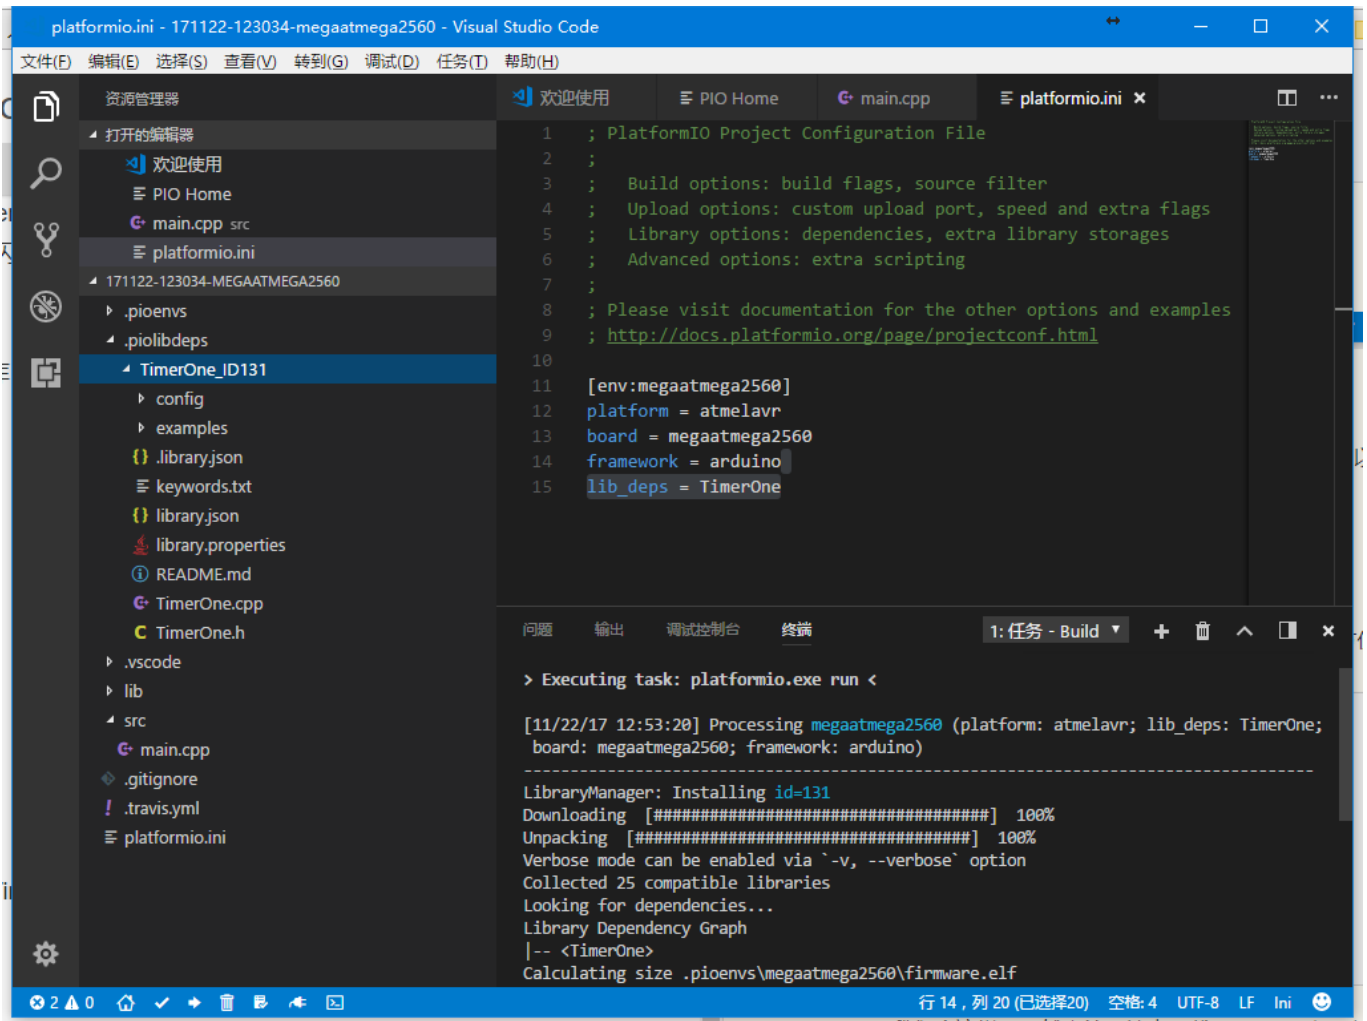 platformio.ini - 171122-123034-megaatmega2560 - Visual Studio Code
文件(F) 编辑(E) 选择(S) 查看(V) 转到(G) 调试(D) 任务(T) 帮助(H)
资源管理器
打开的编辑器
欢迎使用
PIO Home
main.cpp src
platformio.ini
171122-123034-MEGAATMEGA2560
.pioenvs
.piolibdeps
TimerOne_ID131
config
examples
{} .library.json
keywords.txt
{} library.json
library.properties
README.md
TimerOne.cpp
C TimerOne.h
.vscode
lib
src
main.cpp
.gitignore
! .travis.yml
platformio.ini
欢迎使用 PIO Home main.cpp platformio.ini
1 ; PlatformIO Project Configuration File
2 ;
3 ;   Build options: build flags, source filter
4 ;   Upload options: custom upload port, speed and extra flags
5 ;   Library options: dependencies, extra library storages
6 ;   Advanced options: extra scripting
7 ;
8 ; Please visit documentation for the other options and examples
9 ; http://docs.platformio.org/page/projectconf.html
10
11 [env:megaatmega2560]
12 platform = atmelavr
13 board = megaatmega2560
14 framework = arduino
15 lib_deps = TimerOne
问题 输出 调试控制台 终端 1: 任务 - Build
> Executing task: platformio.exe run <
[11/22/17 12:53:20] Processing megaatmega2560 (platform: atmelavr; lib_deps: TimerOne;
board: megaatmega2560; framework: arduino)
--------------------------------------------------------------------------------
LibraryManager: Installing id=131
Downloading  [####################################]  100%
Unpacking  [####################################]  100%
Verbose mode can be enabled via `-v, --verbose` option
Collected 25 compatible libraries
Looking for dependencies...
Library Dependency Graph
|-- <TimerOne>
Calculating size .pioenvs\megaatmega2560\firmware.elf
2 0 行 14，列 20 (已选择20) 空格: 4 UTF-8 LF Ini